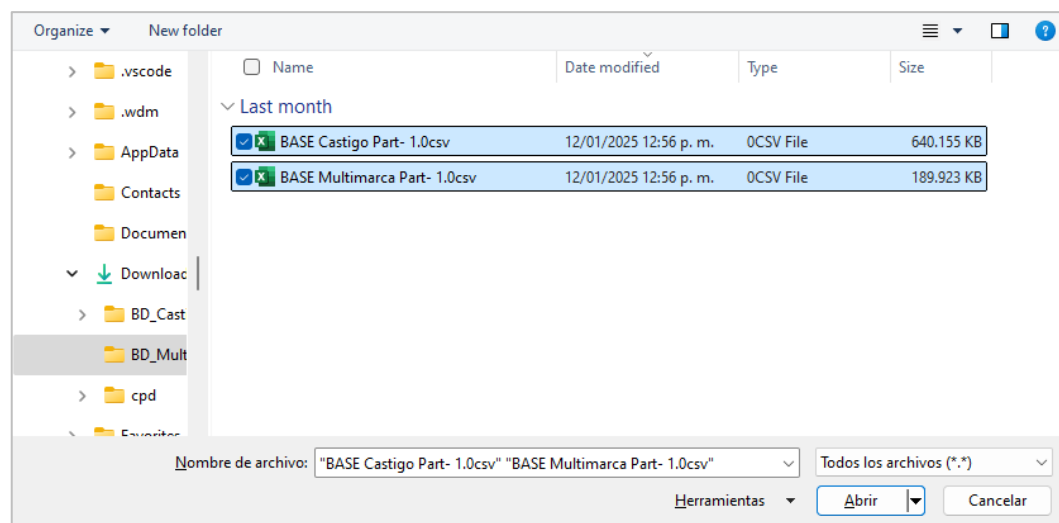 Organize New folder
.vscode
.wdm
AppData
Contacts
Documen
Downloac
BD_Cast
BD_Mult
cpd
Favorites
Name Date modified Type Size
Last month
BASE Castigo Part- 1.0csv 12/01/2025 12:56 p. m. 0CSV File 640.155 KB
BASE Multimarca Part- 1.0csv 12/01/2025 12:56 p. m. 0CSV File 189.923 KB
Nombre de archivo: "BASE Castigo Part- 1.0csv" "BASE Multimarca Part- 1.0csv" Todos los archivos (*.*)
Herramientas Abrir Cancelar